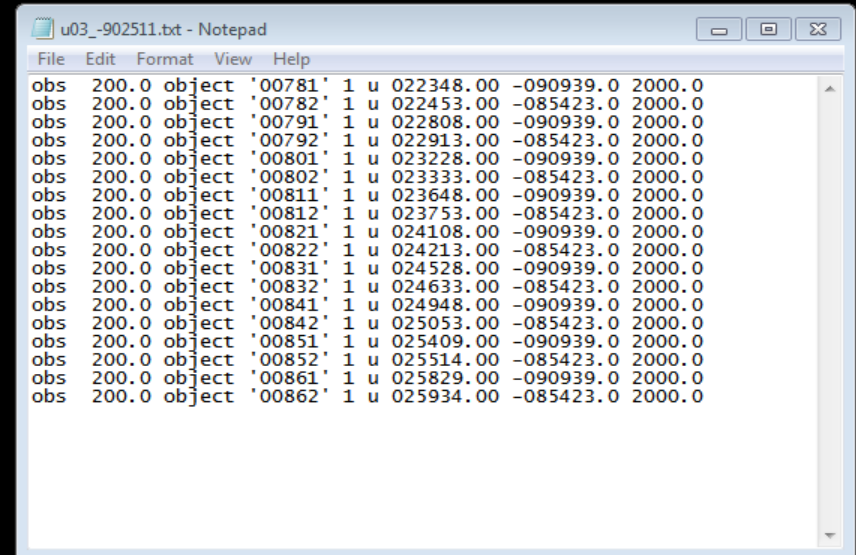 u03_-902511.txt - Notepad
File Edit Format View Help
obs 200.0 object '00781' 1 u 022348.00 -090939.0 2000.0
obs 200.0 object '00782' 1 u 022453.00 -085423.0 2000.0
obs 200.0 object '00791' 1 u 022808.00 -090939.0 2000.0
obs 200.0 object '00792' 1 u 022913.00 -085423.0 2000.0
obs 200.0 object '00801' 1 u 023228.00 -090939.0 2000.0
obs 200.0 object '00802' 1 u 023333.00 -085423.0 2000.0
obs 200.0 object '00811' 1 u 023648.00 -090939.0 2000.0
obs 200.0 object '00812' 1 u 023753.00 -085423.0 2000.0
obs 200.0 object '00821' 1 u 024108.00 -090939.0 2000.0
obs 200.0 object '00822' 1 u 024213.00 -085423.0 2000.0
obs 200.0 object '00831' 1 u 024528.00 -090939.0 2000.0
obs 200.0 object '00832' 1 u 024633.00 -085423.0 2000.0
obs 200.0 object '00841' 1 u 024948.00 -090939.0 2000.0
obs 200.0 object '00842' 1 u 025053.00 -085423.0 2000.0
obs 200.0 object '00851' 1 u 025409.00 -090939.0 2000.0
obs 200.0 object '00852' 1 u 025514.00 -085423.0 2000.0
obs 200.0 object '00861' 1 u 025829.00 -090939.0 2000.0
obs 200.0 object '00862' 1 u 025934.00 -085423.0 2000.0